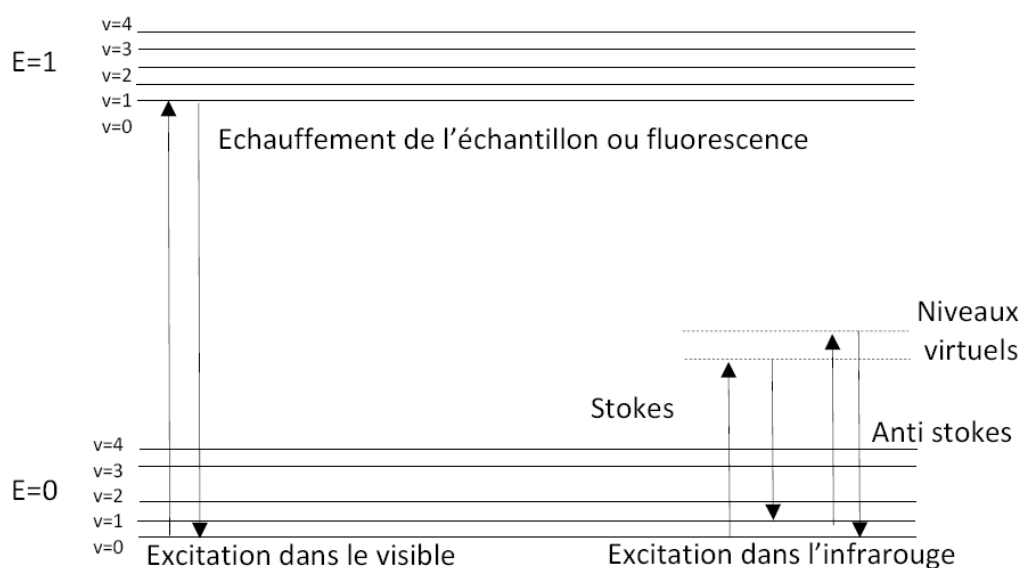 v=4
v=3
E=1
v=2
v=1
v=0
Echauffement de l'échantillon ou fluorescence
Niveaux
virtuels
Stokes
Anti stokes
v=4
v=3
E=0
v=2
v=1
v=0
Excitation dans le visible
Excitation dans l'infrarouge